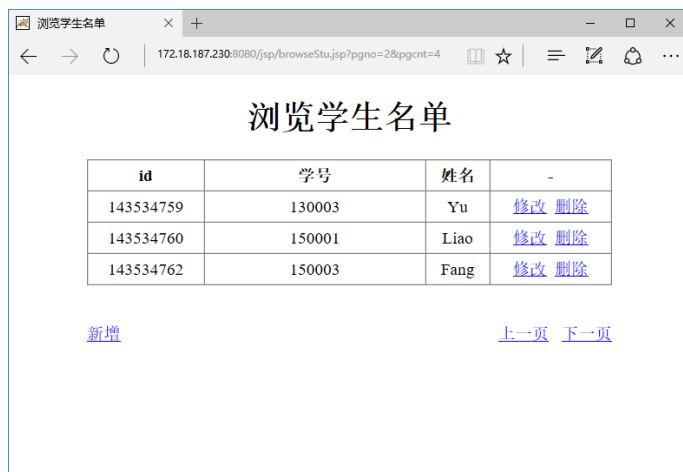 浏览学生名单
172.18.187.230:8080/jsp/browseStu.jsp?pgno=2&pgcnt=4
浏览学生名单
id 学号 姓名 -
143534759 130003 Yu 修改 删除
143534760 150001 Liao 修改 删除
143534762 150003 Fang 修改 删除
新增 上一页 下一页